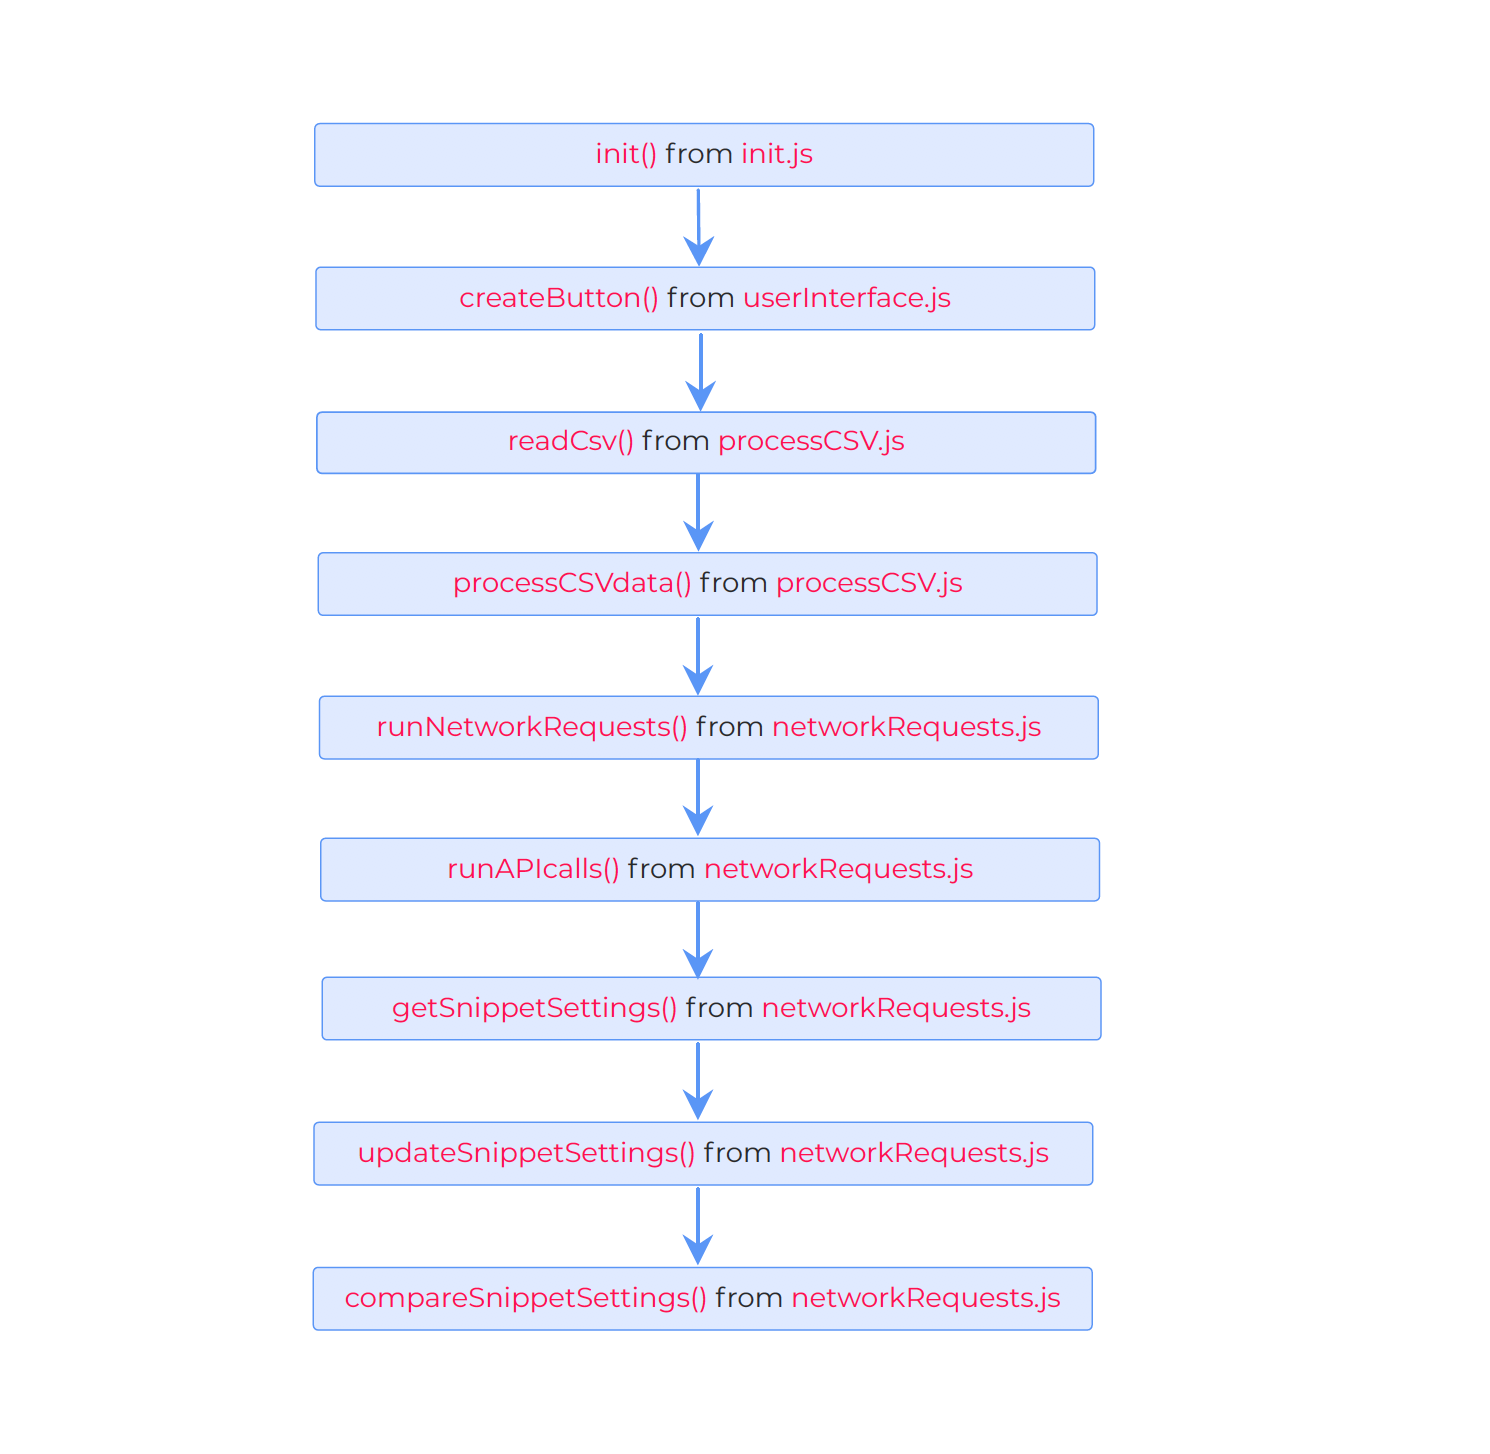 init() from init.js
createButton() from userInterface.js
readCsv() from processCSV.js
processCSVdata() from processCSV.js
runNetworkRequests() from networkRequests.js
runAPIcalls() from networkRequests.js
getSnippetSettings() from networkRequests.js
updateSnippetSettings() from networkRequests.js
compareSnippetSettings() from networkRequests.js